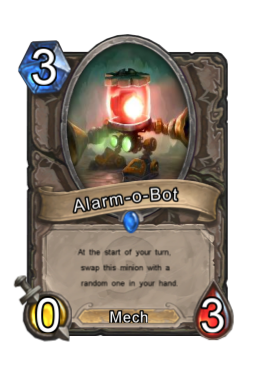 3
Alarm-o-Bot
At the start of your turn,
swap this minion with a
random one in your hand.
0
Mech
3